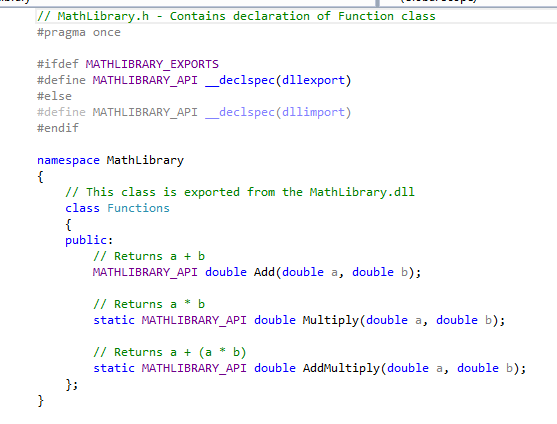 // MathLibrary.h - Contains declaration of Function class
#pragma once
#ifdef MATHLIBRARY_EXPORTS
#define MATHLIBRARY_API __declspec(dllexport)
#else
#define MATHLIBRARY_API __declspec(dllimport)
#endif
namespace MathLibrary
{
// This class is exported from the MathLibrary.dll
class Functions
{
public:
// Returns a + b
MATHLIBRARY_API double Add(double a, double b);
// Returns a * b
static MATHLIBRARY_API double Multiply(double a, double b);
// Returns a + (a * b)
static MATHLIBRARY_API double AddMultiply(double a, double b);
};
}